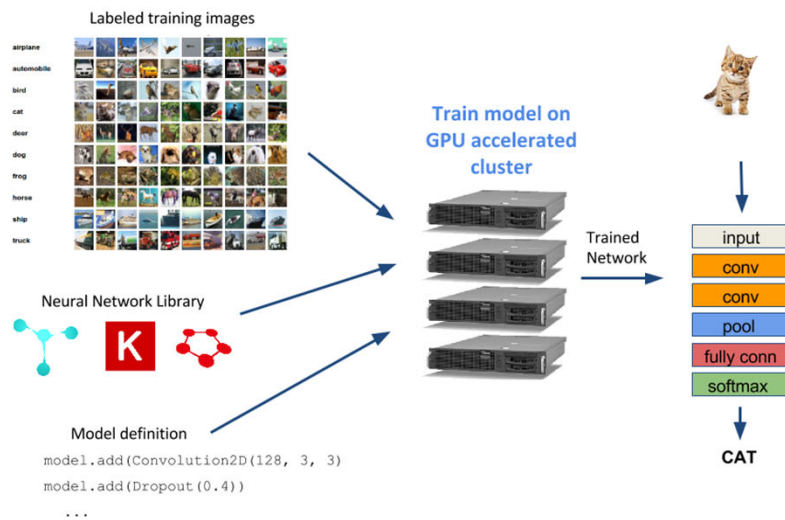 Labeled training images
airplane
automobile
bird
cat
deer
dog
frog
horse
ship
truck
Neural Network Library
K
Model definition
model.add(Convolution2D(128, 3, 3)
model.add(Dropout(0.4))
...
Train model on
GPU accelerated
cluster
Trained
Network
input
conv
conv
pool
fully conn
softmax
CAT